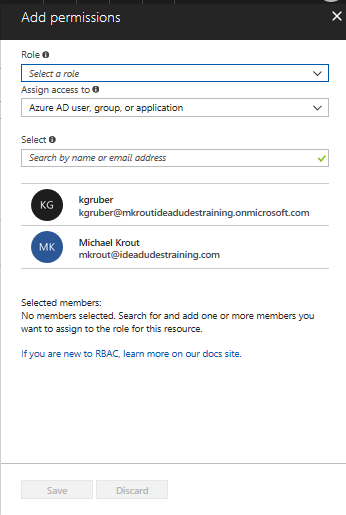 Add permissions
Role
Select a role
Assign access to
Azure AD user, group, or application
Select
Search by name or email address
KG
kgruber
kgruber@mkroutideadudestraining.onmicrosoft.com
MK
Michael Krout
mkrout@ideadudestraining.com
Selected members:
No members selected. Search for and add one or more members you
want to assign to the role for this resource.
If you are new to RBAC, learn more on our docs site.
Save
Discard